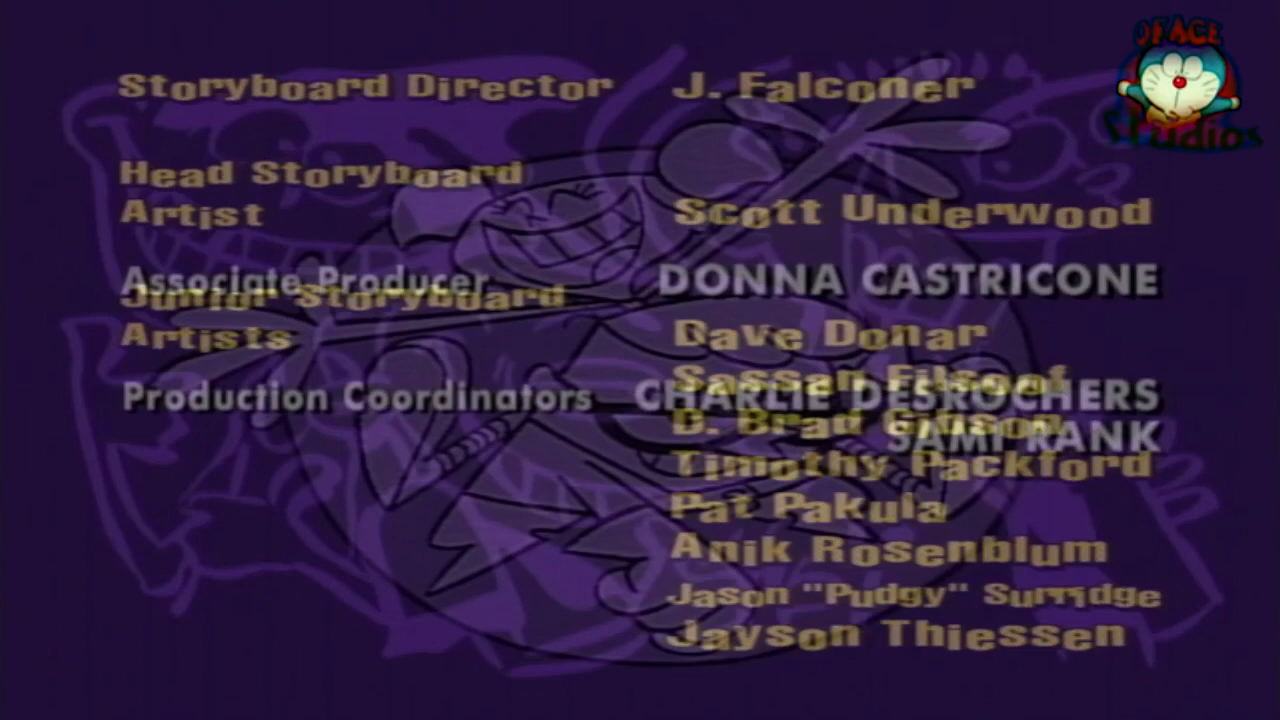 QFACE
Studios
Storyboard Director J. Falconer
Head Storyboard
Artist Scott Underwood
Associate Producer DONNA CASTRICONE
Junior Storyboard
Artists Dave Donar
Sassan Filsoof
Production Coordinators CHARLIE DESROCHERS
D. Brad Gibson
SAMI RANK
Timothy Packford
Pat Pakula
Anik Rosenblum
Jason "Pudgy" Surridge
Jayson Thiessen